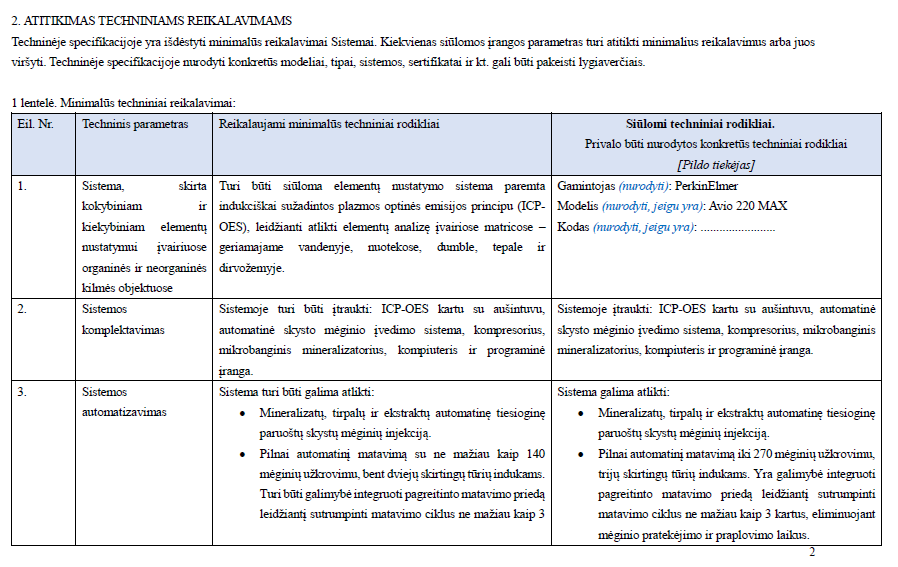 2. ATITIKIMAS TECHNINIAMS REIKALAVIMAMS
Techninėje specifikacijoje yra išdėstyti minimalūs reikalavimai Sistemai. Kiekvienas siūlomos įrangos parametras turi atitikti minimalius reikalavimus arba juos
viršyti. Techninėje specifikacijoje nurodyti konkretūs modeliai, tipai, sistemos, sertifikatai ir kt. gali būti pakeisti lygiaverčiais.
1 lentelė. Minimalūs techniniai reikalavimai:
Eil. Nr.
Techninis parametras
Reikalaujami minimalūs techniniai rodikliai
Siūlomi techniniai rodikliai.
Privalo būti nurodytos konkretūs techniniai rodikliai
[Pildo tiekėjas]
1.
Sistema, skirta
kokybiniam ir
kiekybiniam elementų
nustatymui įvairiuose
organinės ir neorganinės
kilmės objektuose
Turi būti siūloma elementų nustatymo sistema paremta
indukciškai sužadintos plazmos optinės emisijos principu (ICP-
OES), leidžianti atlikti elementų analizę įvairiose matricose –
geriamajame vandenyje, nuotekose, dumble, tepale ir
dirvožemyje.
Gamintojas (nurodyti): PerkinElmer
Modelis (nurodyti, jeigu yra): Avio 220 MAX
Kodas (nurodyti, jeigu yra): ........................
2.
Sistemos
komplektavimas
Sistemoje turi būti įtraukti: ICP-OES kartu su aušintuvu,
automatinė skysto mėginio įvedimo sistema, kompresorius,
mikrobanginis mineralizatorius, kompiuteris ir programinė
įranga.
Sistemoje įtraukti: ICP-OES kartu su aušintuvu, automatinė
skysto mėginio įvedimo sistema, kompresorius, mikrobanginis
mineralizatorius, kompiuteris ir programinė įranga.
3.
Sistemos
automatizavimas
Sistema turi būti galima atlikti:
• Mineralizatų, tirpalų ir ekstraktų automatinę tiesioginę
paruoštų skystų mėginių injekciją.
• Pilnai automatinį matavimą su ne mažiau kaip 140
mėginių užkrovimu, bent dviejų skirtingų tūrių indukams.
Turi būti galimybė integruoti pagreitinto matavimo priedą
leidžiantį sutrumpinti matavimo ciklus ne mažiau kaip 3
Sistema galima atlikti:
• Mineralizatų, tirpalų ir ekstraktų automatinę tiesioginę
paruoštų skystų mėginių injekciją.
• Pilnai automatinį matavimą iki 270 mėginių užkrovimu,
trijų skirtingų tūrių indukams. Yra galimybė integruoti
pagreitinto matavimo priedą leidžiantį sutrumpinti
matavimo ciklus ne mažiau kaip 3 kartus, eliminuojant
mėginio pratekėjimo ir praplovimo laikus.
2